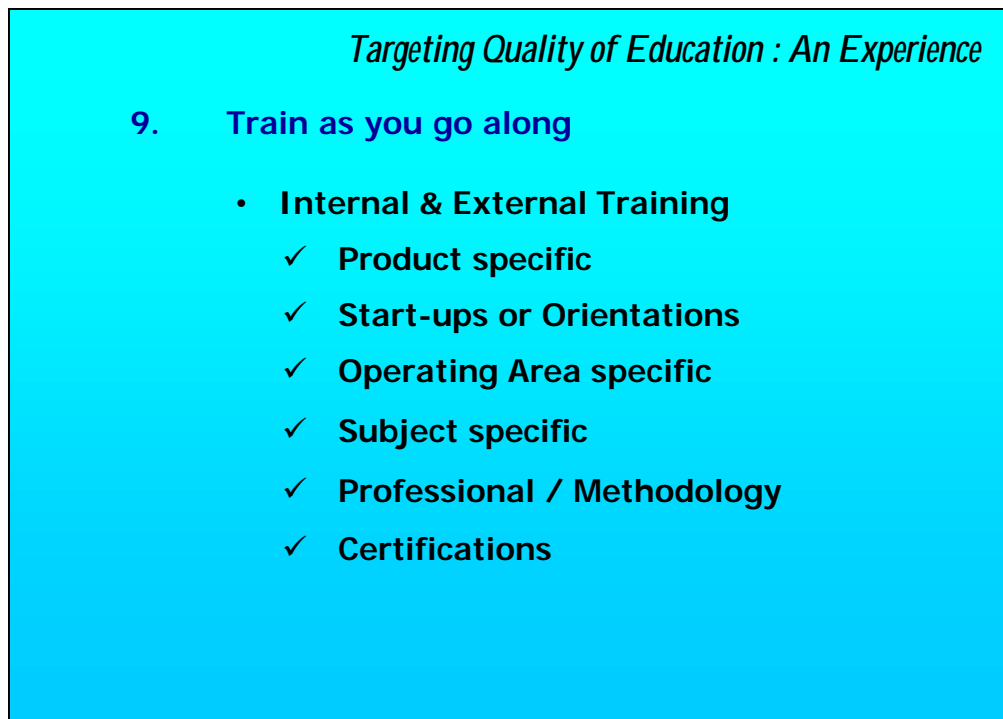 Targeting Quality of Education : An Experience
9. Train as you go along
• Internal & External Training
✓ Product specific
✓ Start-ups or Orientations
✓ Operating Area specific
✓ Subject specific
✓ Professional / Methodology
✓ Certifications